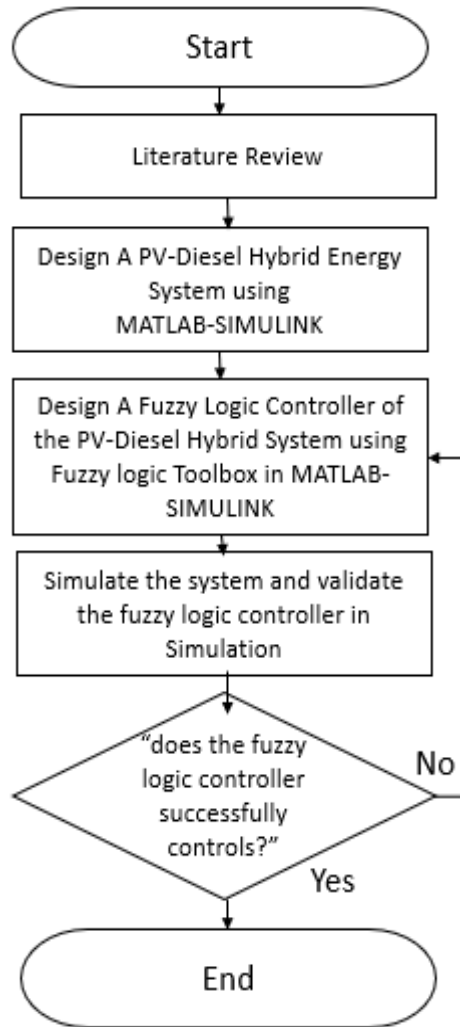 Start
Literature Review
Design A PV-Diesel Hybrid Energy
System using
MATLAB-SIMULINK
Design A Fuzzy Logic Controller of
the PV-Diesel Hybrid System using
Fuzzy logic Toolbox in MATLAB-
SIMULINK
Simulate the system and validate
the fuzzy logic controller in
Simulation
“does the fuzzy
logic controller
successfully
controls?”
No
Yes
End